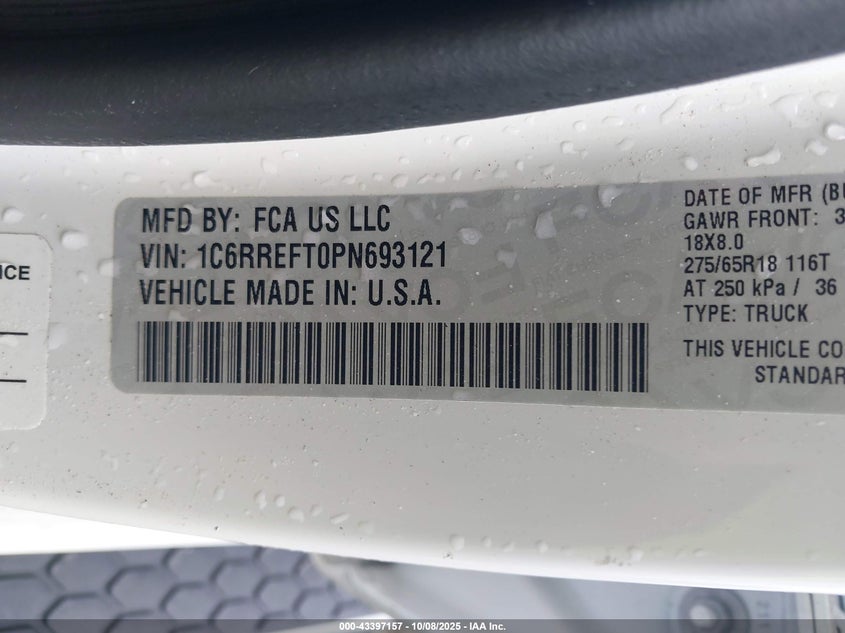 MFD BY: FCA US LLC
VIN: 1C6RREFT0PN693121
VEHICLE MADE IN: U.S.A.
ICE
DATE OF MFR (BU
GAWR FRONT: 3
18X8.0
275/65R18 116T
AT 250 kPa / 36
TYPE: TRUCK
THIS VEHICLE CO
STANDAR
000-43397157 - 10/08/2025 - IAA Inc.